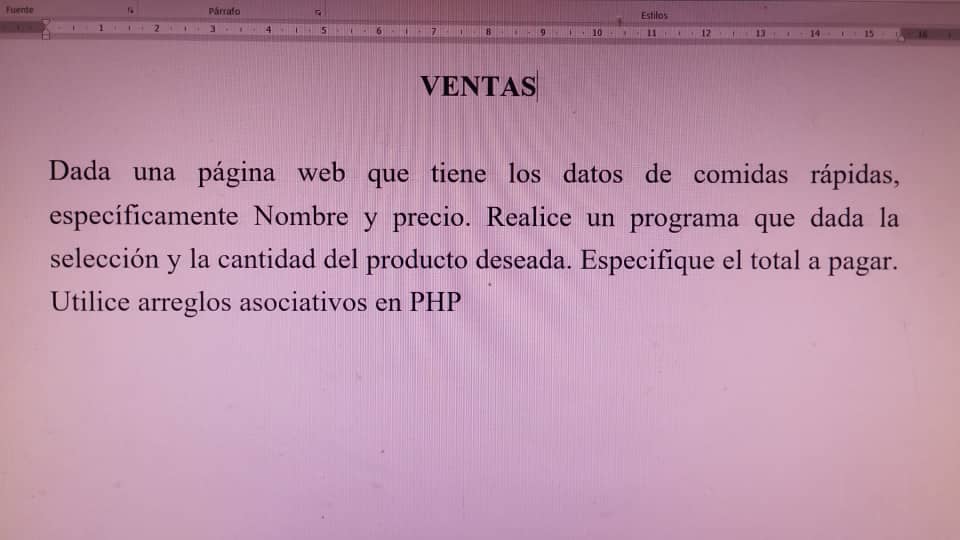 Fuente Párrafo Estilos
1 2 3 4 5 6 7 8 9 10 11 12 13 14 15 16
VENTAS
Dada una página web que tiene los datos de comidas rápidas,
específicamente Nombre y precio. Realice un programa que dada la
selección y la cantidad del producto deseada. Especifique el total a pagar.
Utilice arreglos asociativos en PHP